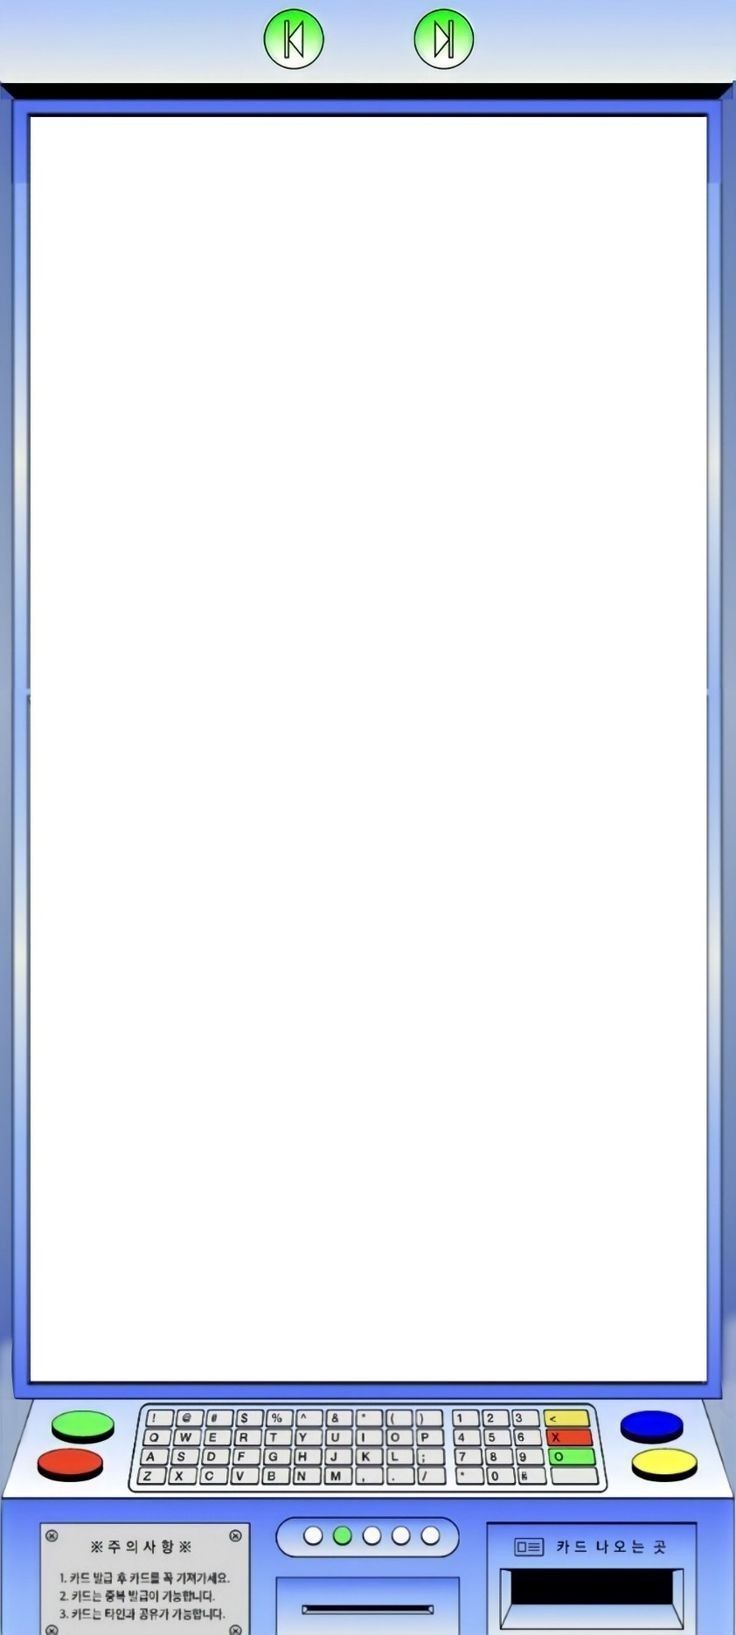 ! @ # $ % ^ & * ( ) 1 2 3 <
Q W E R T Y U I O P 4 5 6 X
A S D F G H J K L ; 7 8 9 O
Z X C V B N M , . / * 0
※주의사항※
1. 카드 발급 후 카드를 꼭 가져가세요.
2. 카드는 중복 발급이 가능합니다.
3. 카드는 타인과 공유가 가능합니다.
카드 나오는 곳